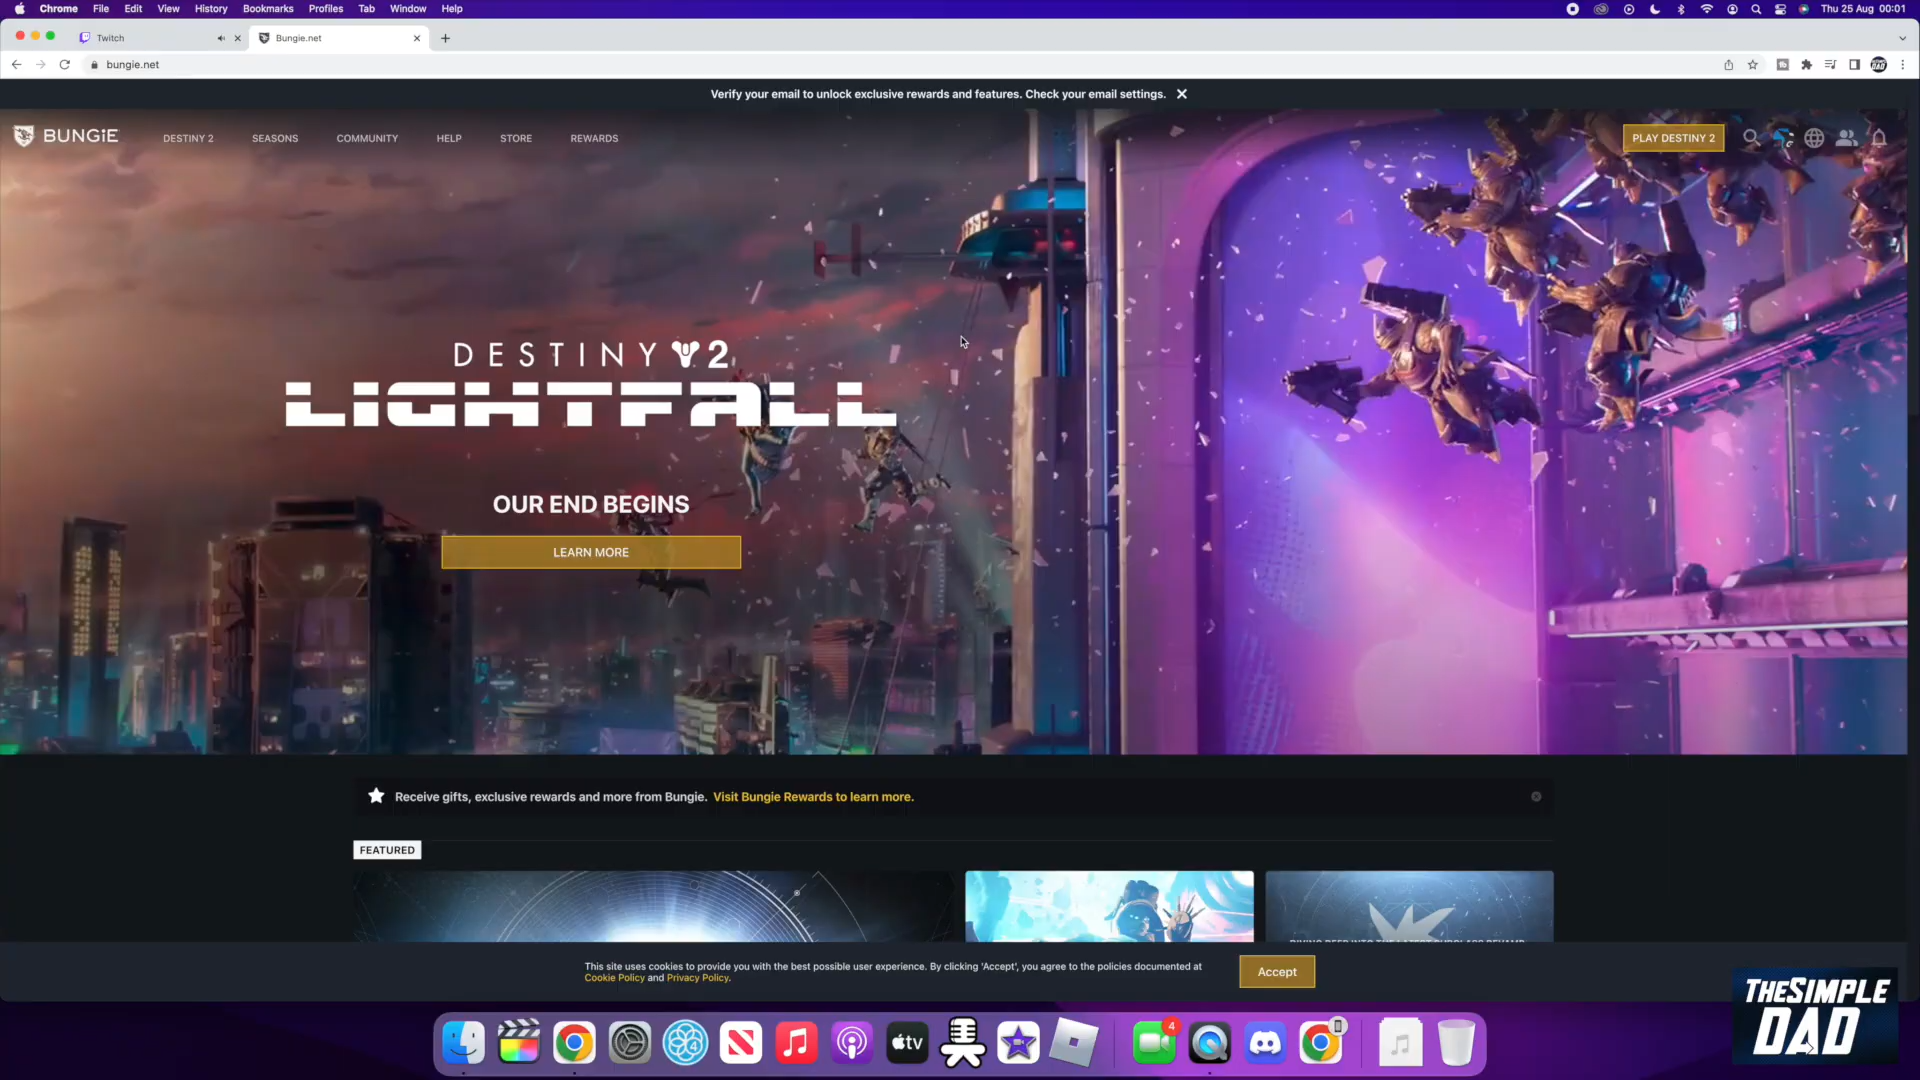 Chrome File Edit View History Bookmarks Profiles Tab Window Help Thu 25 Aug 00:01
Twitch Bungie.net
bungie.net
Verify your email to unlock exclusive rewards and features. Check your email settings.
BUNGiE DESTINY 2 SEASONS COMMUNITY HELP STORE REWARDS PLAY DESTINY 2
DESTINY 2
LIGHTFALL
OUR END BEGINS
LEARN MORE
Receive gifts, exclusive rewards and more from Bungie. Visit Bungie Rewards to learn more.
FEATURED
This site uses cookies to provide you with the best possible user experience. By clicking 'Accept', you agree to the policies documented at
Cookie Policy and Privacy Policy.
Accept
THE SIMPLE
DAD
4
tv
4